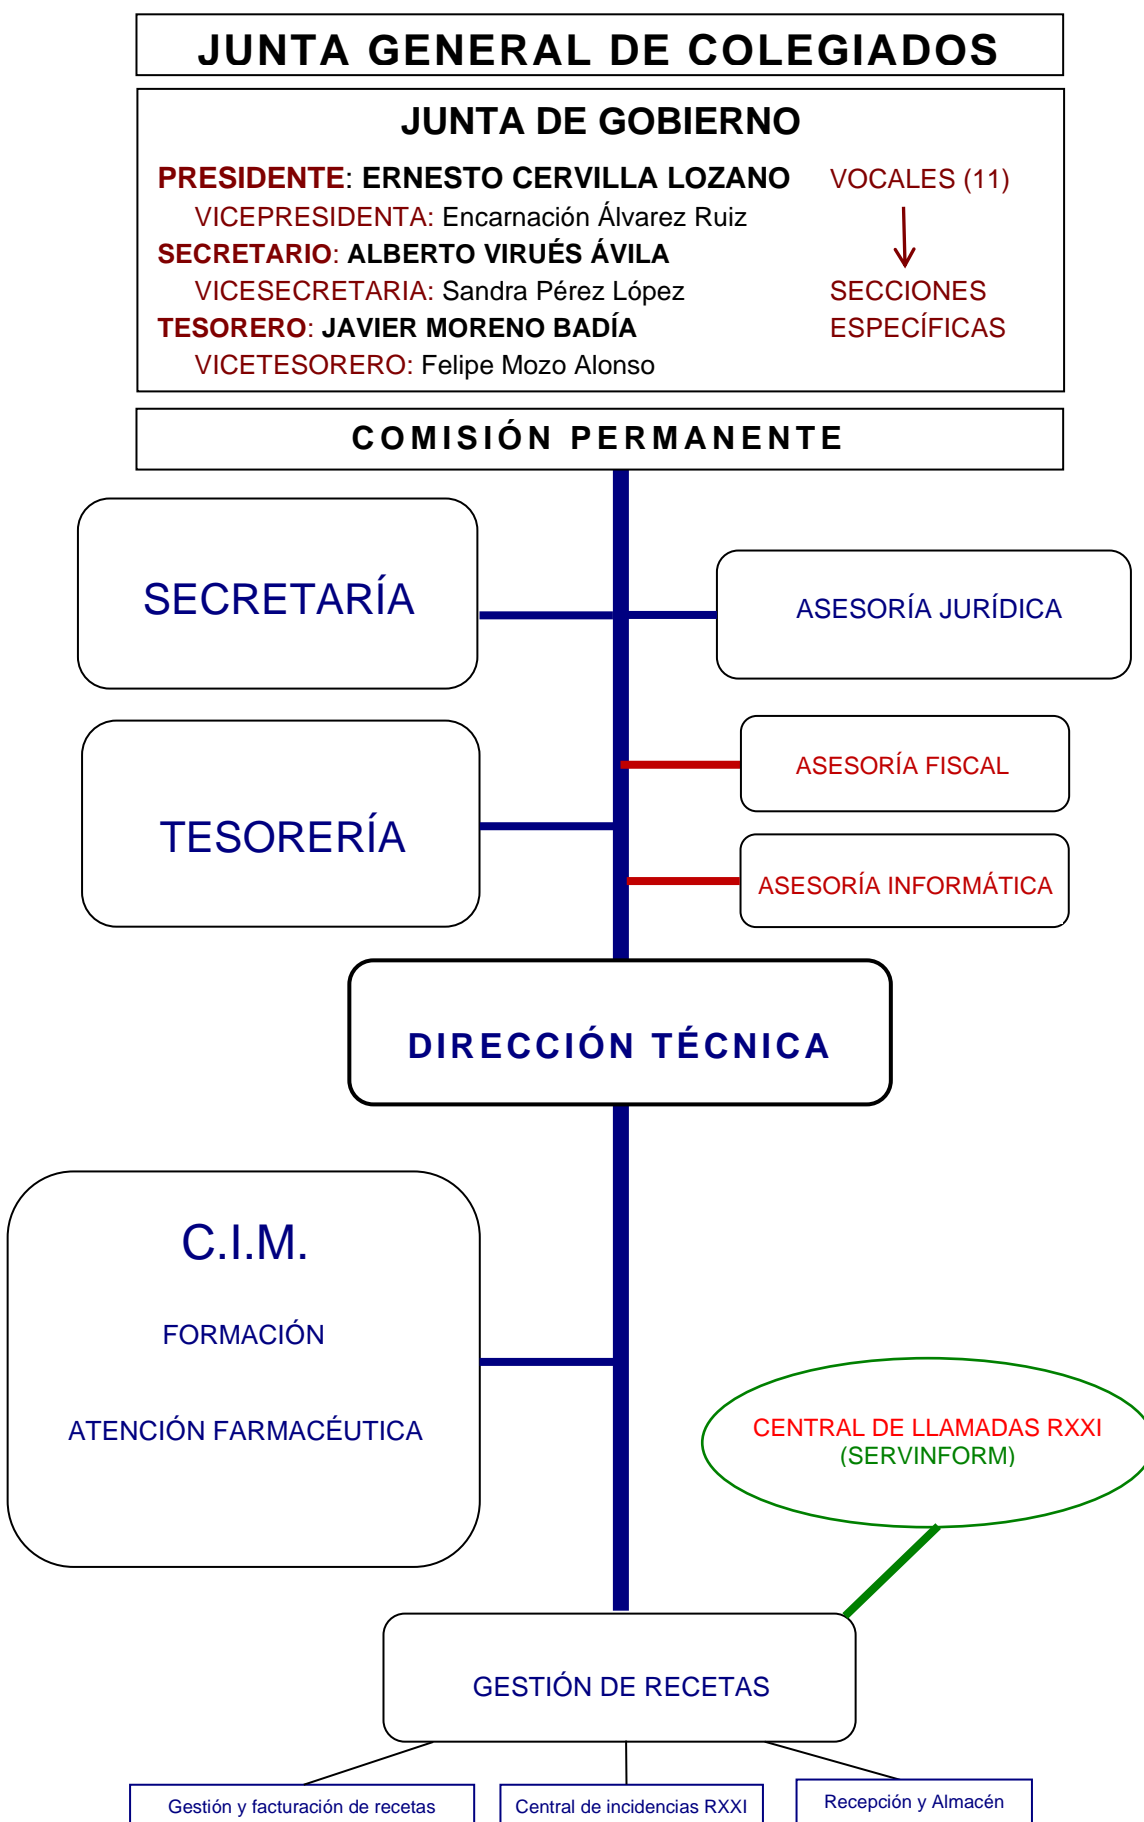 JUNTA GENERAL DE COLEGIADOS
JUNTA DE GOBIERNO
PRESIDENTE: ERNESTO CERVILLA LOZANO
VICEPRESIDENTA: Encarnación Álvarez Ruiz
SECRETARIO: ALBERTO VIRUÉS ÁVILA
VICESECRETARIA: Sandra Pérez López
TESORERO: JAVIER MORENO BADÍA
VICETESORERO: Felipe Mozo Alonso
VOCALES (11)
SECCIONES
ESPECÍFICAS
COMISIÓN PERMANENTE
SECRETARÍA
ASESORÍA JURÍDICA
TESORERÍA
ASESORÍA FISCAL
ASESORÍA INFORMÁTICA
DIRECCIÓN TÉCNICA
C.I.M.
FORMACIÓN
ATENCIÓN FARMACÉUTICA
CENTRAL DE LLAMADAS RXXI
(SERVINFORM)
GESTIÓN DE RECETAS
Gestión y facturación de recetas
Central de incidencias RXXI
Recepción y Almacén